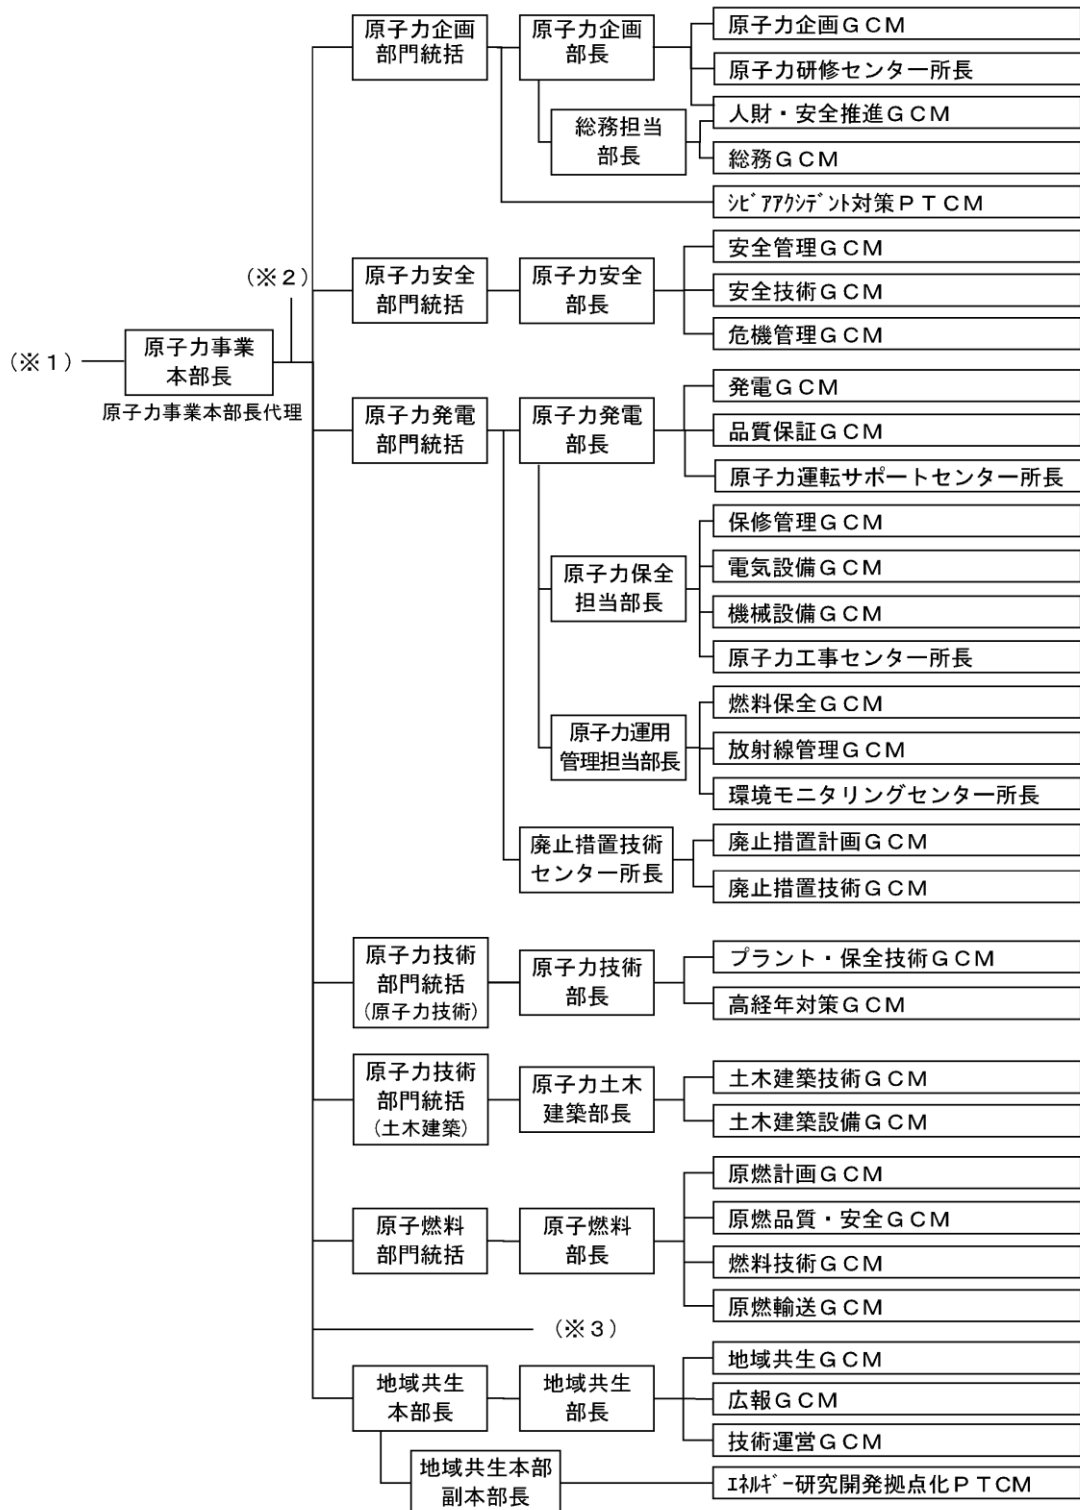 原子力企画
部門統括
原子力企画
部長
原子力企画ＧＣＭ
原子力研修センター所長
人財・安全推進ＧＣＭ
総務担当
部長
総務ＧＣＭ
ｼﾋﾞｱｱｸｼﾃﾞﾝﾄ対策ＰＴＣＭ
原子力安全
部門統括
原子力安全
部長
安全管理ＧＣＭ
安全技術ＧＣＭ
危機管理ＧＣＭ
（※２）
（※１）
原子力事業
本部長
原子力事業本部長代理
原子力発電
部門統括
原子力発電
部長
発電ＧＣＭ
品質保証ＧＣＭ
原子力運転サポートセンター所長
原子力保全
担当部長
保修管理ＧＣＭ
電気設備ＧＣＭ
機械設備ＧＣＭ
原子力工事センター所長
原子力運用
管理担当部長
燃料保全ＧＣＭ
放射線管理ＧＣＭ
環境モニタリングセンター所長
廃止措置技術
センター所長
廃止措置計画ＧＣＭ
廃止措置技術ＧＣＭ
原子力技術
部門統括
（原子力技術）
原子力技術
部長
プラント・保全技術ＧＣＭ
高経年対策ＧＣＭ
原子力技術
部門統括
（土木建築）
原子力土木
建築部長
土木建築技術ＧＣＭ
土木建築設備ＧＣＭ
原子燃料
部門統括
原子燃料
部長
原燃計画ＧＣＭ
原燃品質・安全ＧＣＭ
燃料技術ＧＣＭ
原燃輸送ＧＣＭ
（※３）
地域共生
本部長
地域共生
部長
地域共生ＧＣＭ
広報ＧＣＭ
技術運営ＧＣＭ
地域共生本部
副本部長
ｴﾈﾙｷﾞｰ研究開発拠点化ＰＴＣＭ